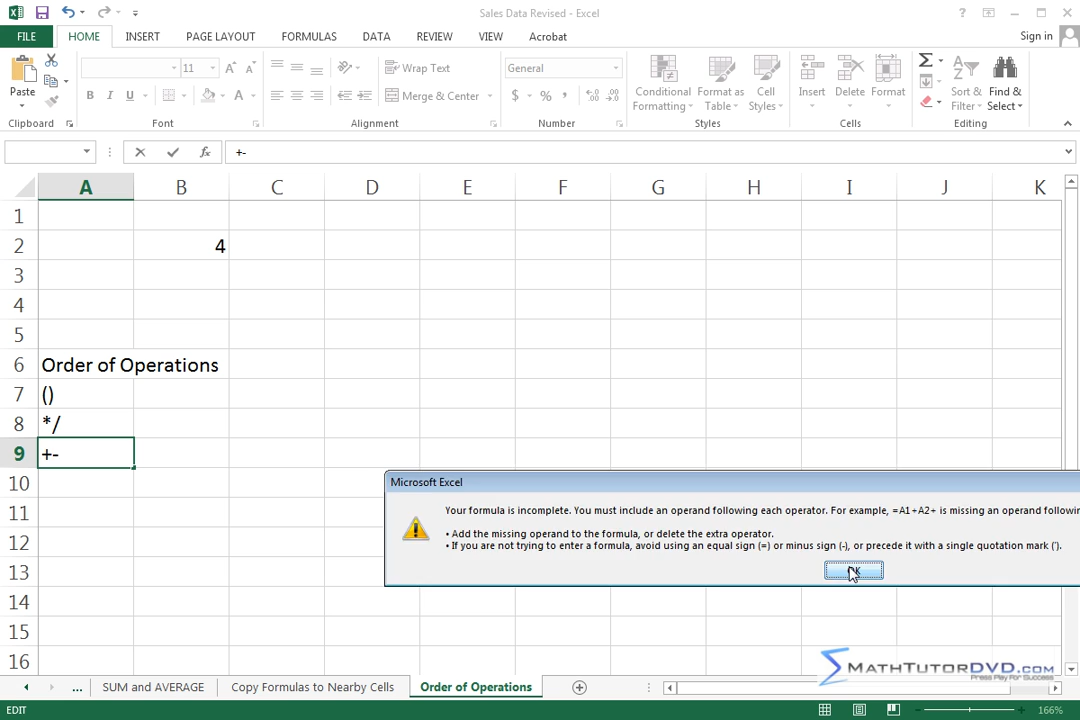 Sales Data Revised - Excel
?
Sign in
FILE
HOME
INSERT
PAGE LAYOUT
FORMULAS
DATA
REVIEW
VIEW
Acrobat
Paste
11
B I U
A
Wrap Text
Merge & Center
General
$ % ,
Conditional Formatting
Format as Table
Cell Styles
Insert
Delete
Format
Sort & Filter
Find & Select
Clipboard
Font
Alignment
Number
Styles
Cells
Editing
fx
+-
A B C D E F G H I J K
1
2 4
3
4
5
6 Order of Operations
7 ()
8 */
9 +-
10
11
12
13
14
15
16
Microsoft Excel
Your formula is incomplete. You must include an operand following each operator. For example, =A1+A2+ is missing an operand followin
• Add the missing operand to the formula, or delete the extra operator.
• If you are not trying to enter a formula, avoid using an equal sign (=) or minus sign (-), or precede it with a single quotation mark (').
OK
MATHTUTORDVD.COM
Press Play For Success
... SUM and AVERAGE Copy Formulas to Nearby Cells Order of Operations
EDIT
166%